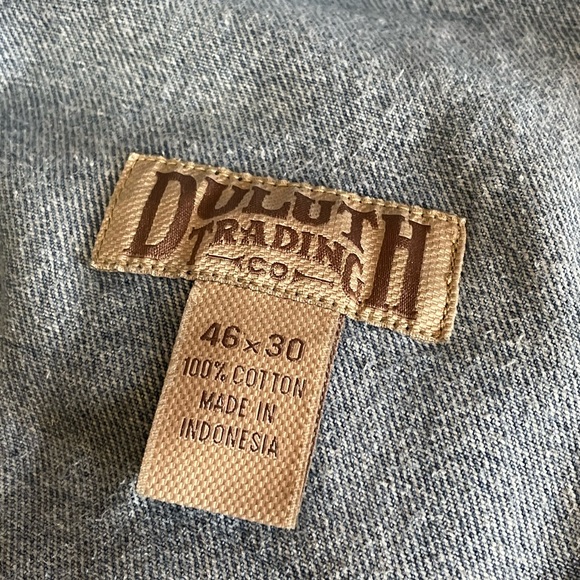 DULUTH
TRADING
CO
46 x 30
100% COTTON
MADE IN
INDONESIA